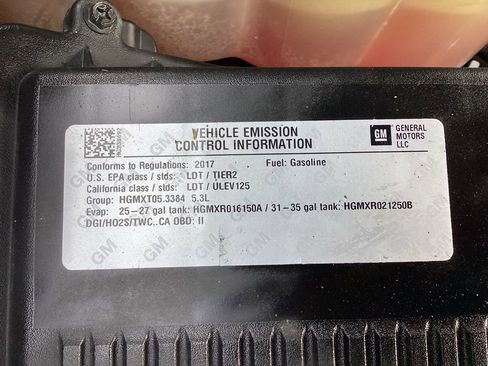 VEHICLE EMISSION
CONTROL INFORMATION
GM GENERAL
MOTORS
LLC
Conforms to Regulations: 2017 Fuel: Gasoline
U.S. EPA class / stds: LDT / TIER2
California class / stds: LDT / ULEV125
Group: HGMXT05.3384 5.3L
Evap: 25-27 gal tank: HGMXR016150A / 31-35 gal tank: HGMXR021250B
DGI/HO2S/TWC..CA OBD: II